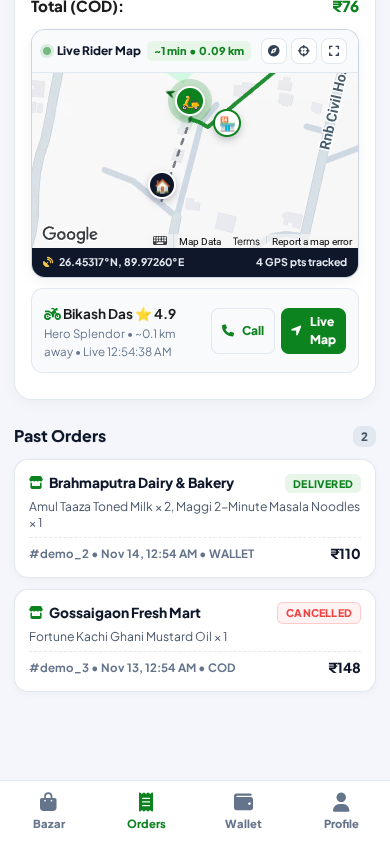 Total (COD): ₹76
Live Rider Map ~1 min • 0.09 km
Rnb Civil Ho
Google
Map Data Terms Report a map error
26.45317°N, 89.97260°E 4 GPS pts tracked
Bikash Das ⭐ 4.9
Hero Splendor • ~0.1 km
away • Live 12:54:38 AM
Call
Live
Map
Past Orders 2
Brahmaputra Dairy & Bakery DELIVERED
Amul Taaza Toned Milk × 2, Maggi 2-Minute Masala Noodles
× 1
#demo_2 • Nov 14, 12:54 AM • WALLET ₹110
Gossaigaon Fresh Mart CANCELLED
Fortune Kachi Ghani Mustard Oil × 1
#demo_3 • Nov 13, 12:54 AM • COD ₹148
Bazar Orders Wallet Profile